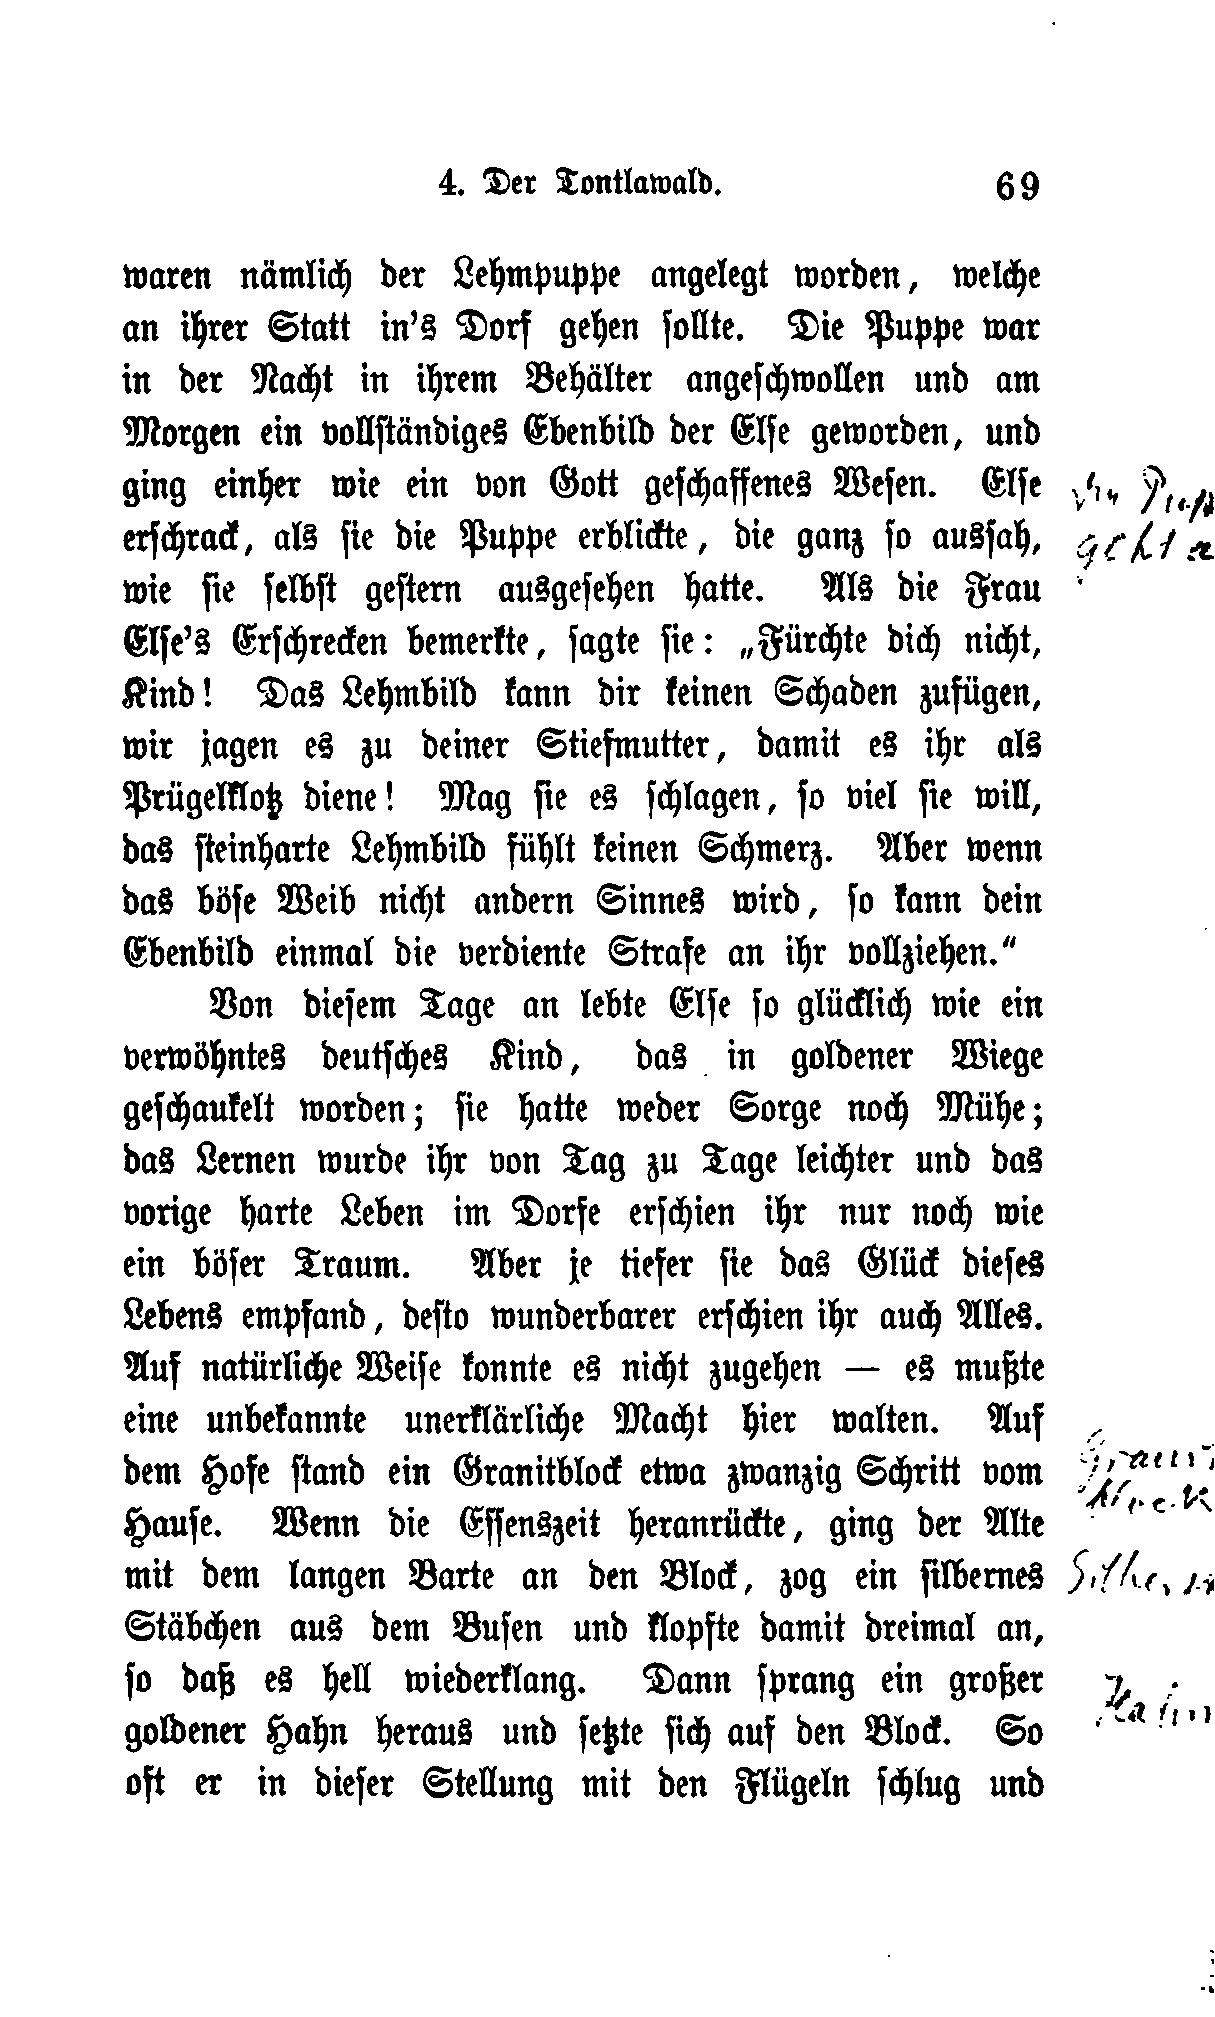 4. Der Tontlawald. 69
waren nämlich der Lehmpuppe angelegt worden, welche
an ihrer Statt in's Dorf gehen sollte. Die Puppe war
in der Nacht in ihrem Behälter angeschwollen und am
Morgen ein vollständiges Ebenbild der Else geworden, und
ging einher wie ein von Gott geschaffenes Wesen. Else
erschrack, als sie die Puppe erblickte, die ganz so aussah,
wie sie selbst gestern ausgesehen hatte. Als die Frau
Else's Erschrecken bemerkte, sagte sie: „Fürchte dich nicht,
Kind! Das Lehmbild kann dir keinen Schaden zufügen,
wir jagen es zu deiner Stiefmutter, damit es ihr als
Prügelklotz diene! Mag sie es schlagen, so viel sie will,
das steinharte Lehmbild fühlt keinen Schmerz. Aber wenn
das böse Weib nicht andern Sinnes wird, so kann dein
Ebenbild einmal die verdiente Strafe an ihr vollziehen.“
Von diesem Tage an lebte Else so glücklich wie ein
verwöhntes deutsches Kind, das in goldener Wiege
geschaukelt worden; sie hatte weder Sorge noch Mühe;
das Lernen wurde ihr von Tag zu Tage leichter und das
vorige harte Leben im Dorfe erschien ihr nur noch wie
ein böser Traum. Aber je tiefer sie das Glück dieses
Lebens empfand, desto wunderbarer erschien ihr auch Alles.
Auf natürliche Weise konnte es nicht zugehen — es mußte
eine unbekannte unerklärliche Macht hier walten. Auf
dem Hofe stand ein Granitblock etwa zwanzig Schritt vom
Hause. Wenn die Essenszeit heranrückte, ging der Alte
mit dem langen Barte an den Block, zog ein silbernes
Stäbchen aus dem Busen und klopfte damit dreimal an,
so daß es hell wiederklang. Dann sprang ein großer
goldener Hahn heraus und setzte sich auf den Block. So
oft er in dieser Stellung mit den Flügeln schlug und